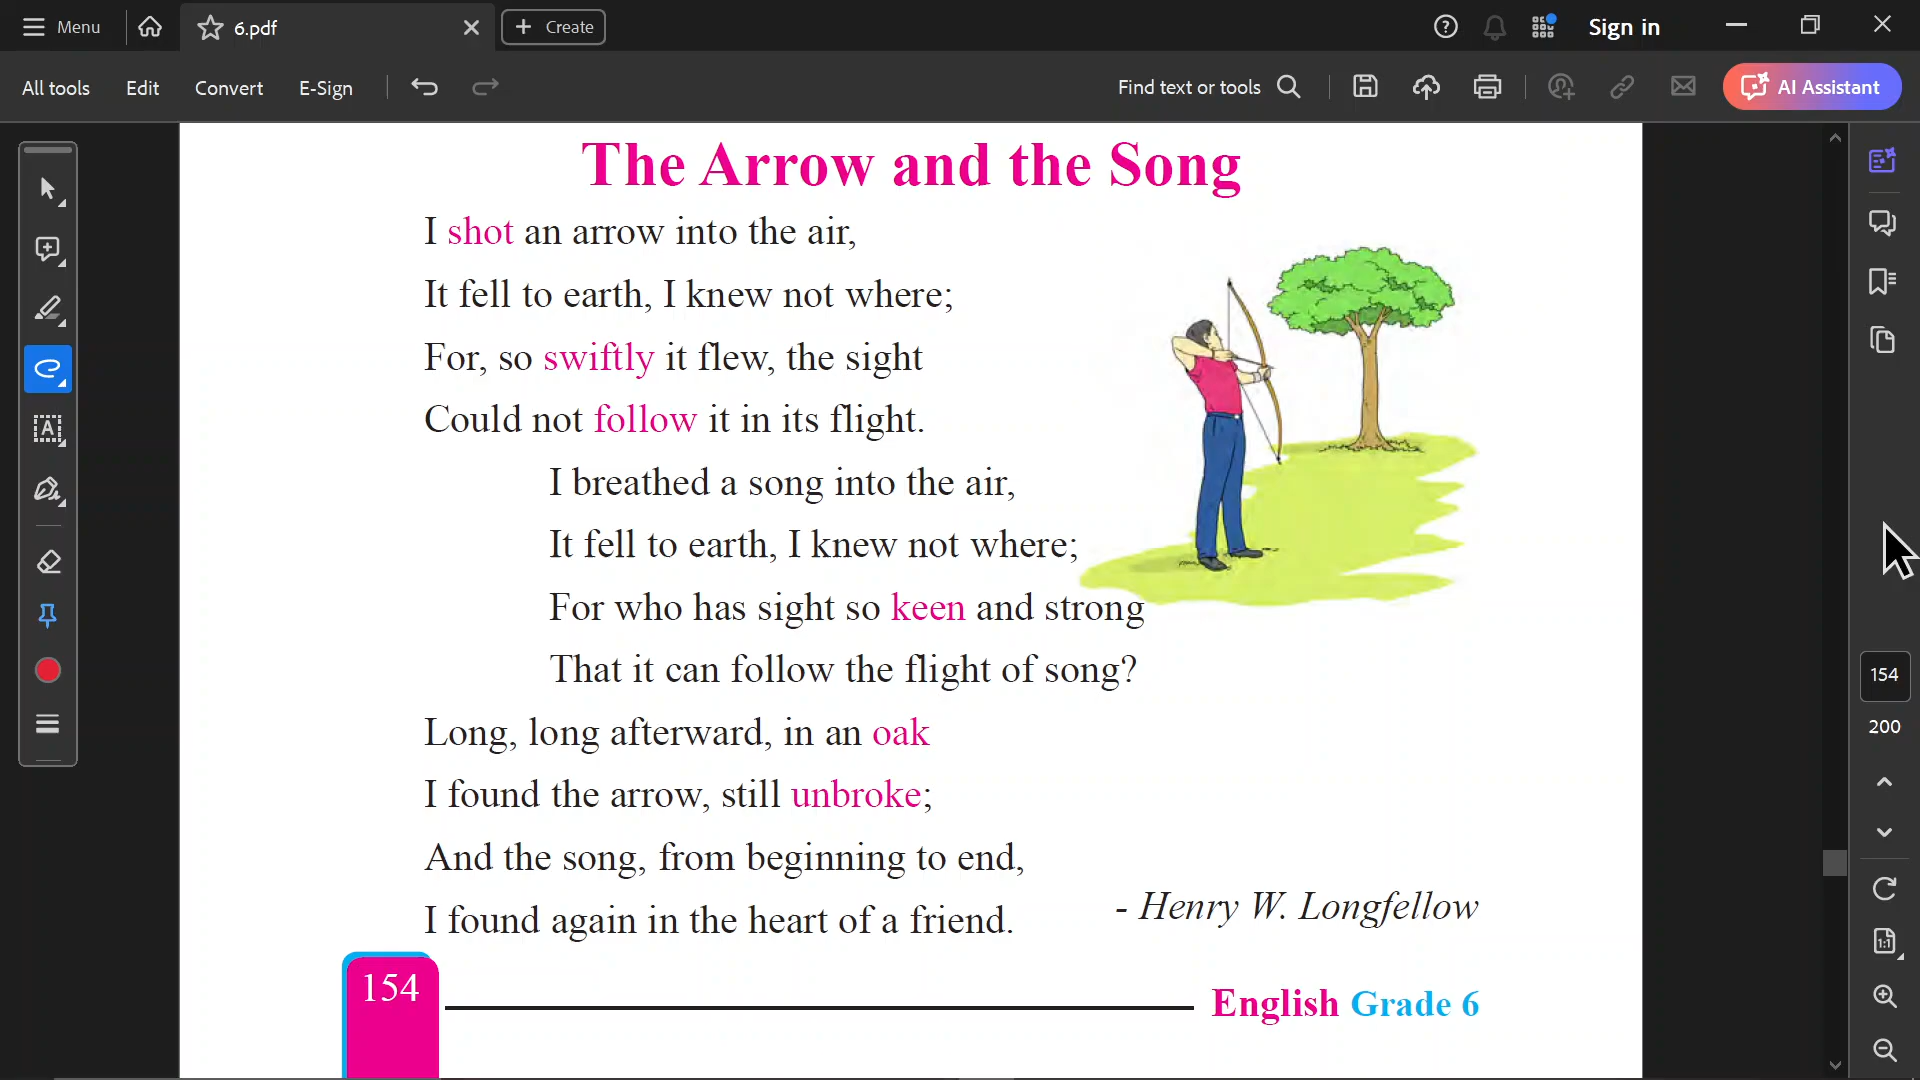 Menu
6.pdf
Create
Sign in
All tools
Edit
Convert
E-Sign
Find text or tools
AI Assistant
The Arrow and the Song
I shot an arrow into the air,
It fell to earth, I knew not where;
For, so swiftly it flew, the sight
Could not follow it in its flight.
I breathed a song into the air,
It fell to earth, I knew not where;
For who has sight so keen and strong
That it can follow the flight of song?
Long, long afterward, in an oak
I found the arrow, still unbroke;
And the song, from beginning to end,
I found again in the heart of a friend.
- Henry W. Longfellow
154
English Grade 6
154
200